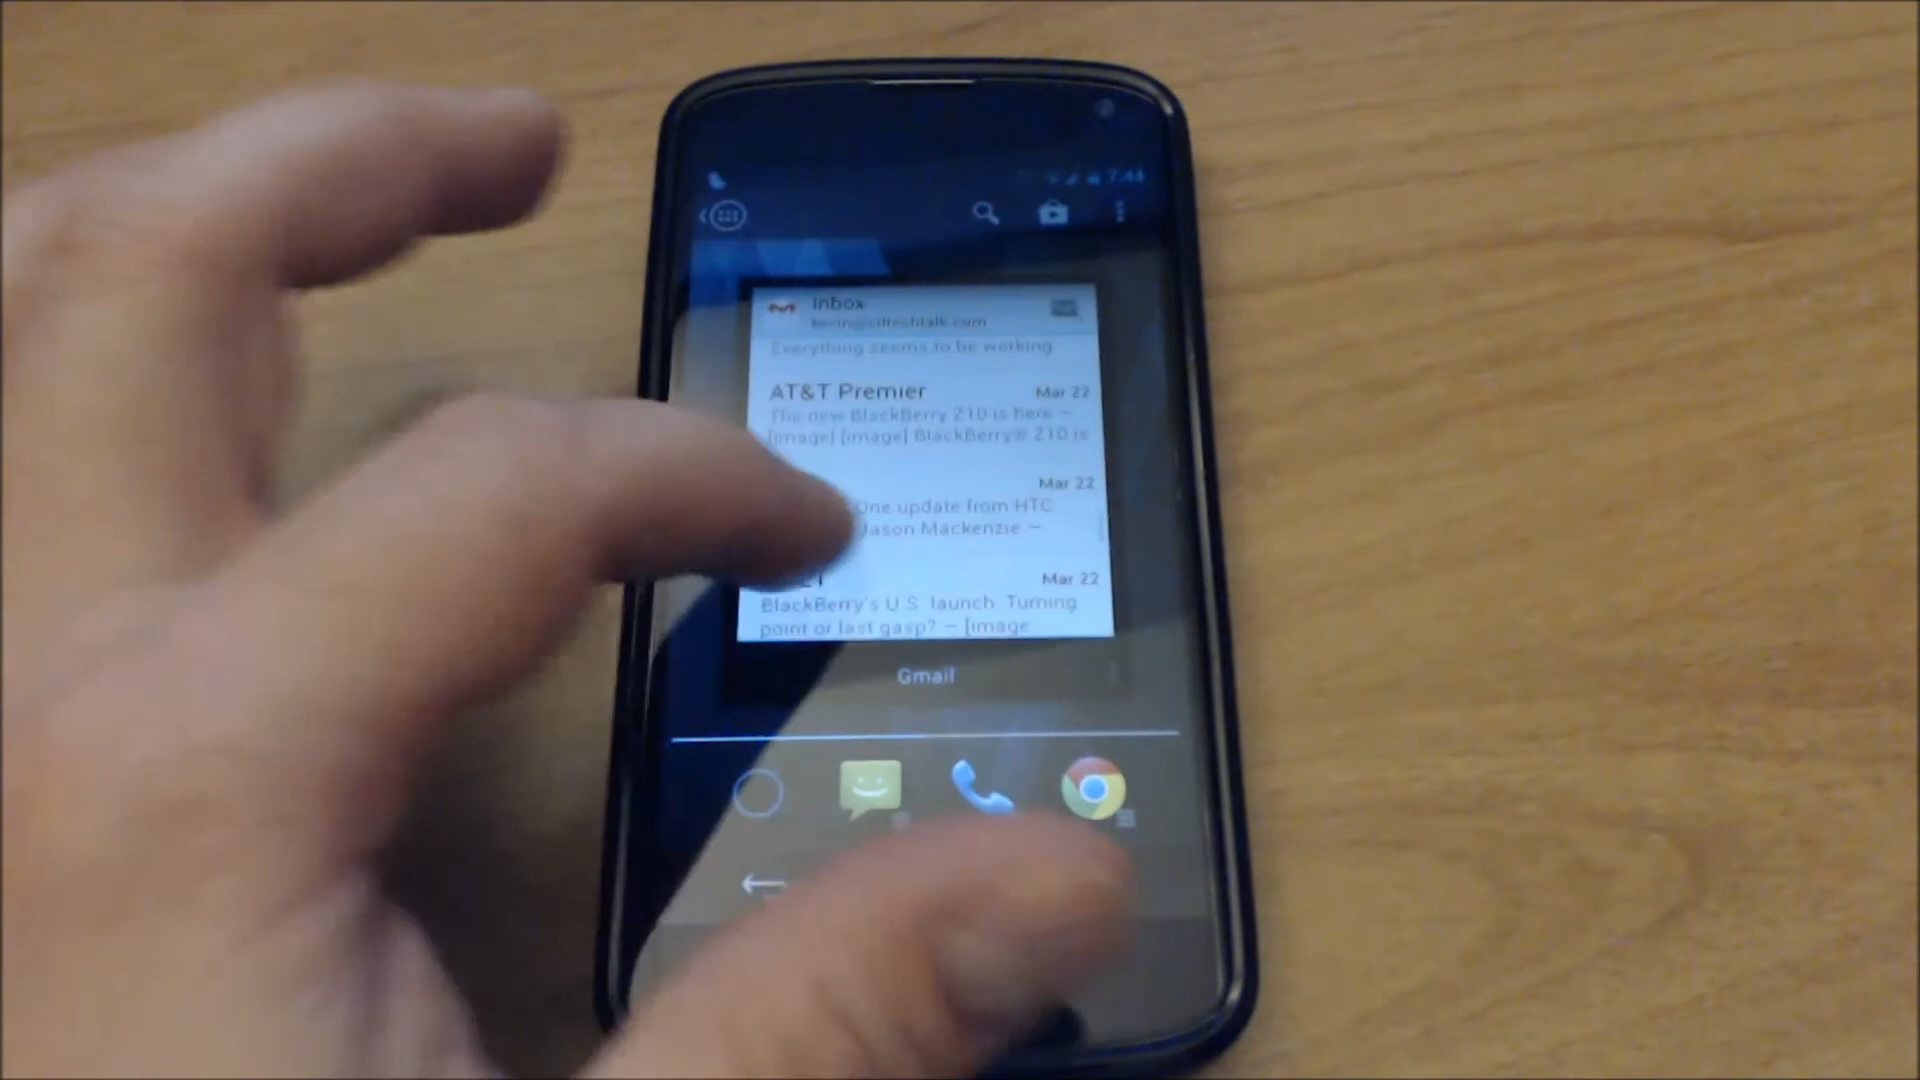 7:43
Inbox
Everything seems to be working
AT&T Premier Mar 22
The new BlackBerry Z10 is here –
[image] [image] BlackBerry® Z10 is
Mar 22
One update from HTC
Jason Mackenzie –
Mar 22
BlackBerry's U.S. launch: Turning
point or last gasp? – [image
Gmail